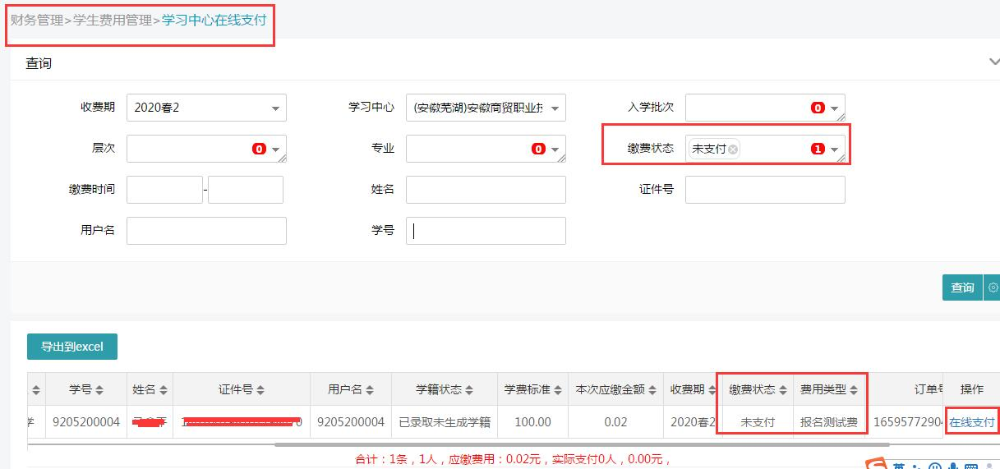 财务管理>学生费用管理>学习中心在线支付
查询
收费期 2020春2 学习中心 (安徽芜湖)安徽商贸职业技 入学批次 0
层次 0 专业 0 缴费状态 未支付 1
缴费时间 - 姓名 证件号
用户名 学号
查询
导出到excel
学号 姓名 证件号 用户名 学籍状态 学费标准 本次应缴金额 收费期 缴费状态 费用类型 订单号 操作
学 9205200004 9205200004 已录取未生成学籍 100.00 0.02 2020春2 未支付 报名测试费 16595772904 在线支付
合计：1条，1人，应缴费用：0.02元，实际支付0人，0.00元，
英